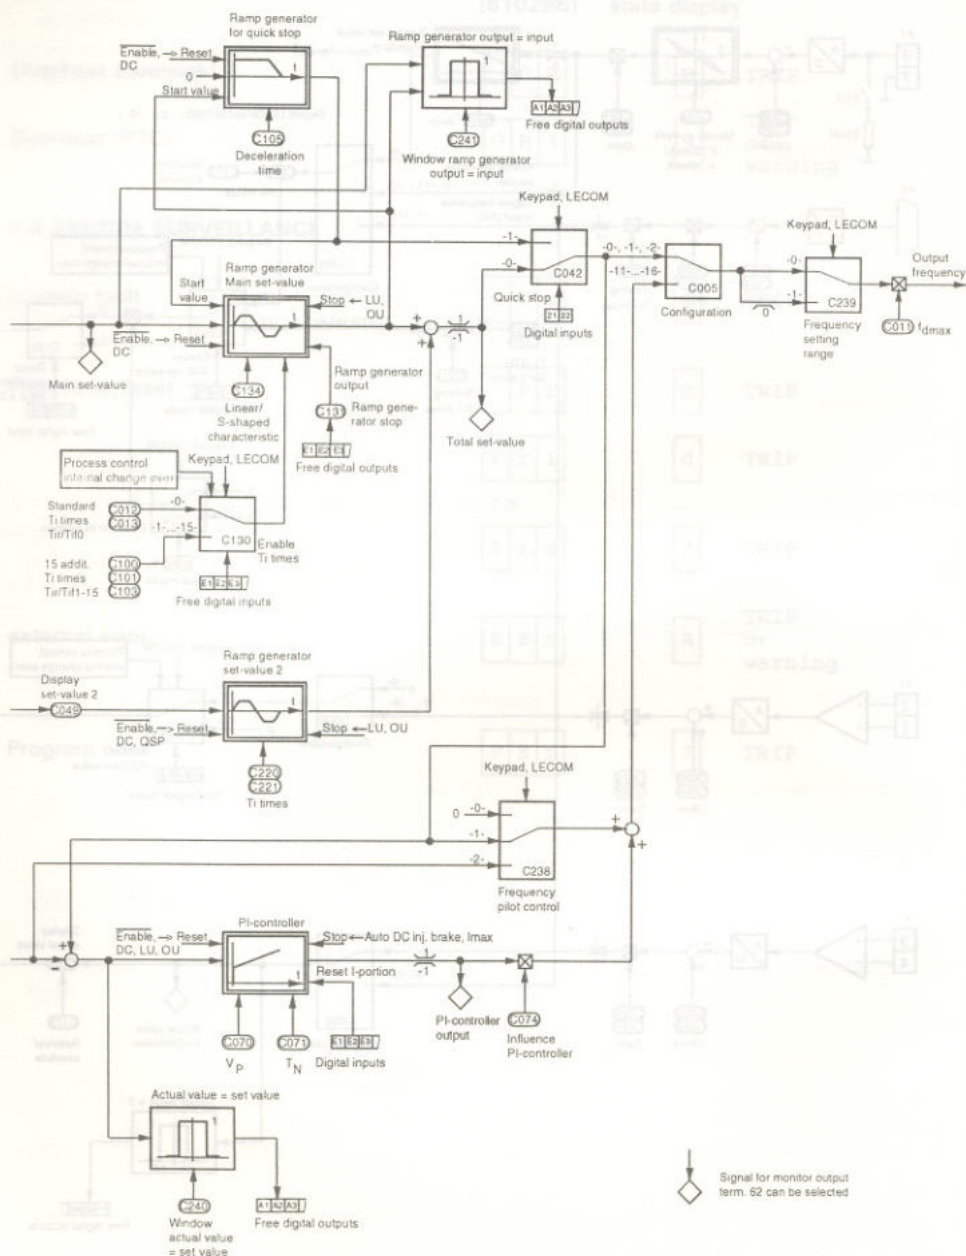 Ramp generator
for quick stop
Enable, → Reset
DC
0
Start value
t
C105
Deceleration
time
Ramp generator output = input
1
A1 A2 A3
Free digital outputs
C241
Window ramp generator
output = input
Keypad, LECOM
-1-
-0-
C042
Quick stop
Z1 Z2
Digital inputs
-0-, -1-, -2-
-11-...-16-
C005
Configuration
Keypad, LECOM
-0-
-1-
0
C239
Frequency
setting
range
Output
frequency
C011 fdmax
Ramp generator
Main set-value
Start
value
t
Stop ← LU,
OU
Enable, → Reset
DC
Main set-value
C134
Linear/
S-shaped
characteristic
Ramp generator
output
C131 Ramp gene-
rator stop
E1 E2 E3
Free digital outputs
+
+
1
-1
Total set-value
Process control
internal change over
Keypad, LECOM
Standard
Ti times
Tir/Tif0
C012
C013
-0-
-1-...-15-
C130
Enable
Ti times
15 addit.
Ti times
Tir/Tif1-15
C100
C101
C103
E1 E2 E3
Free digital inputs
Ramp generator
set-value 2
Display
set-value 2
C049
Enable, → Reset
DC, QSP
t
Stop ← LU, OU
C220
C221
Ti times
Keypad, LECOM
0 -0-
-1-
-2-
C238
Frequency
pilot control
+
+
PI-controller
Enable, → Reset
DC, LU, OU
+
-
t
Stop ← Auto DC inj. brake, Imax
Reset I-portion
1
-1
C070
VP
C071
TN
E1 E2 E3
Digital inputs
PI-controller
output
C074
Influence
PI-controller
Actual value = set value
1
C240
Window
actual value
= set value
A1 A2 A3
Free digital outputs
Signal for monitor output
term. 62 can be selected